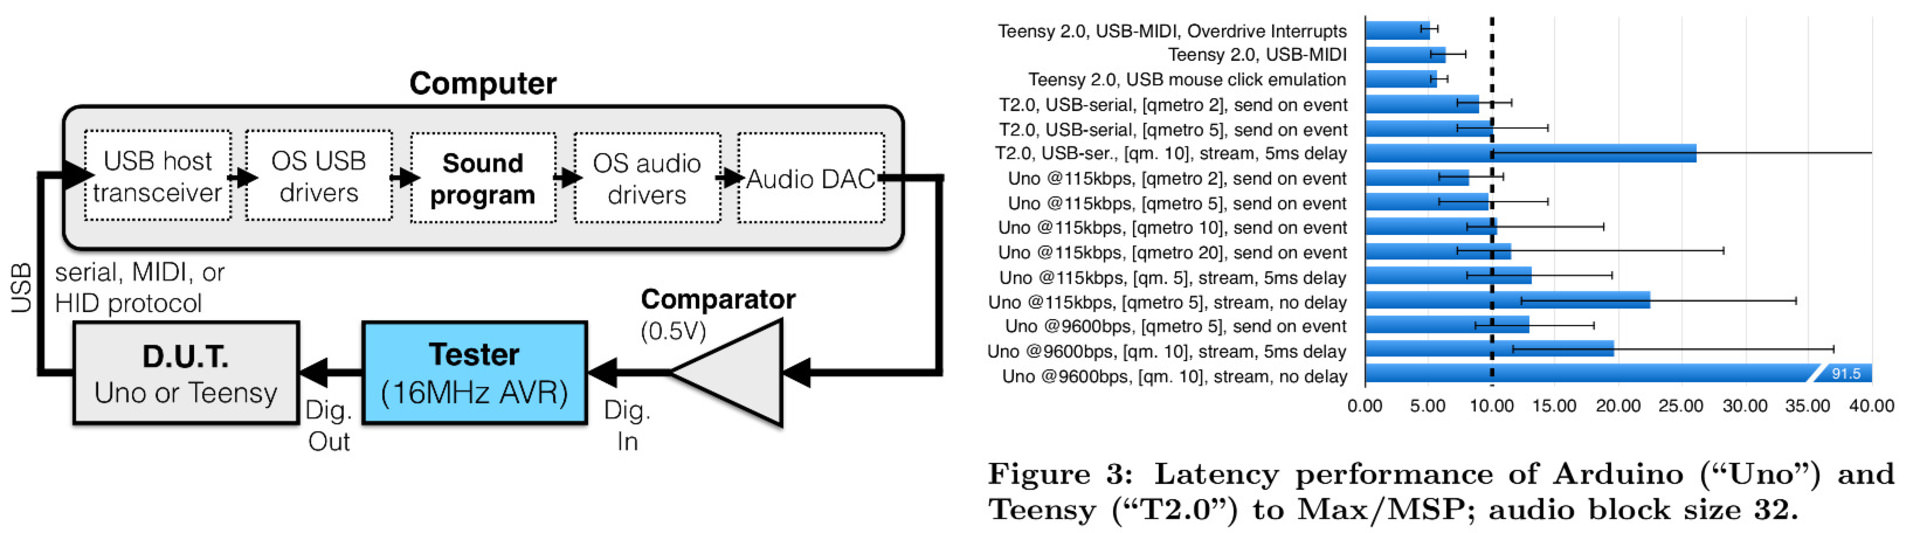 Computer
USB host
transceiver
OS USB
drivers
Sound
program
OS audio
drivers
Audio DAC
USB
serial, MIDI, or
HID protocol
Comparator
(0.5V)
D.U.T.
Uno or Teensy
Tester
(16MHz AVR)
Dig.
Out
Dig.
In
Teensy 2.0, USB-MIDI, Overdrive Interrupts
Teensy 2.0, USB-MIDI
Teensy 2.0, USB mouse click emulation
T2.0, USB-serial, [qmetro 2], send on event
T2.0, USB-serial, [qmetro 5], send on event
T2.0, USB-ser., [qm. 10], stream, 5ms delay
Uno @115kbps, [qmetro 2], send on event
Uno @115kbps, [qmetro 5], send on event
Uno @115kbps, [qmetro 10], send on event
Uno @115kbps, [qmetro 20], send on event
Uno @115kbps, [qm. 5], stream, 5ms delay
Uno @115kbps, [qmetro 5], stream, no delay
Uno @9600bps, [qmetro 5], send on event
Uno @9600bps, [qm. 10], stream, 5ms delay
Uno @9600bps, [qm. 10], stream, no delay
91.5
0.00 5.00 10.00 15.00 20.00 25.00 30.00 35.00 40.00
Figure 3: Latency performance of Arduino (“Uno”) and
Teensy (“T2.0”) to Max/MSP; audio block size 32.